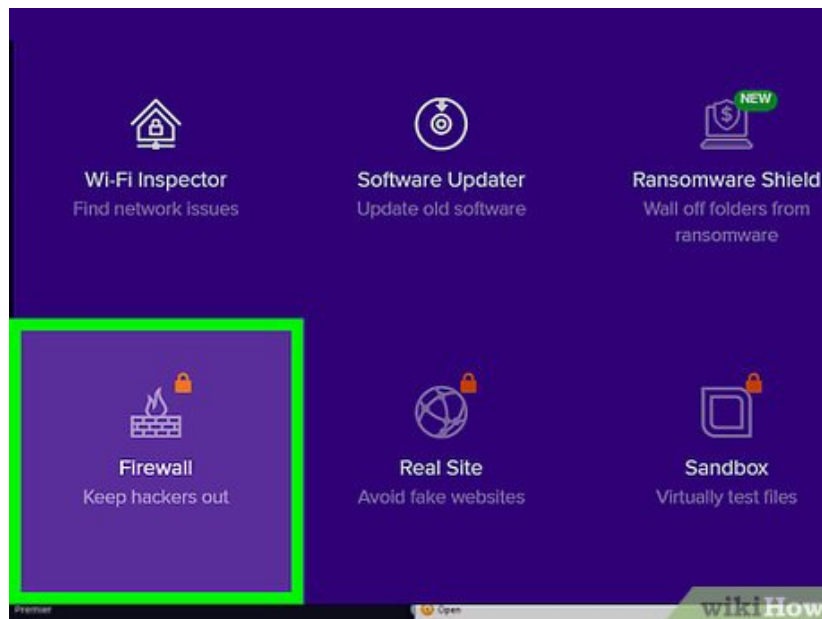 NEW
Wi-Fi Inspector
Find network issues
Software Updater
Update old software
Ransomware Shield
Wall off folders from
ransomware
Firewall
Keep hackers out
Real Site
Avoid fake websites
Sandbox
Virtually test files
Premier
Open
wikiHow